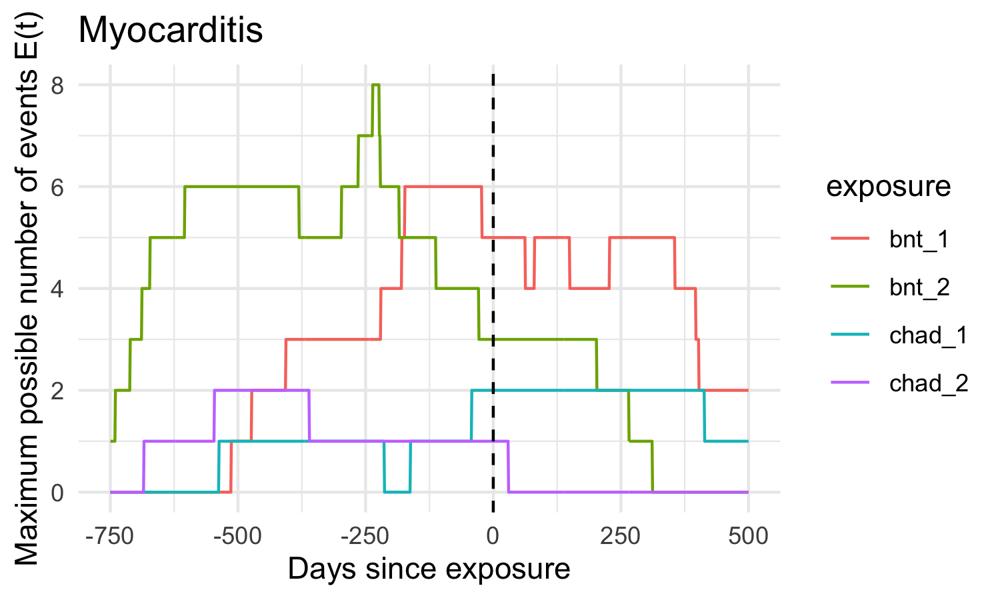 Myocarditis
Maximum possible number of events E(t)
8
6
4
2
0
-750 -500 -250 0 250 500
Days since exposure
exposure
bnt_1
bnt_2
chad_1
chad_2